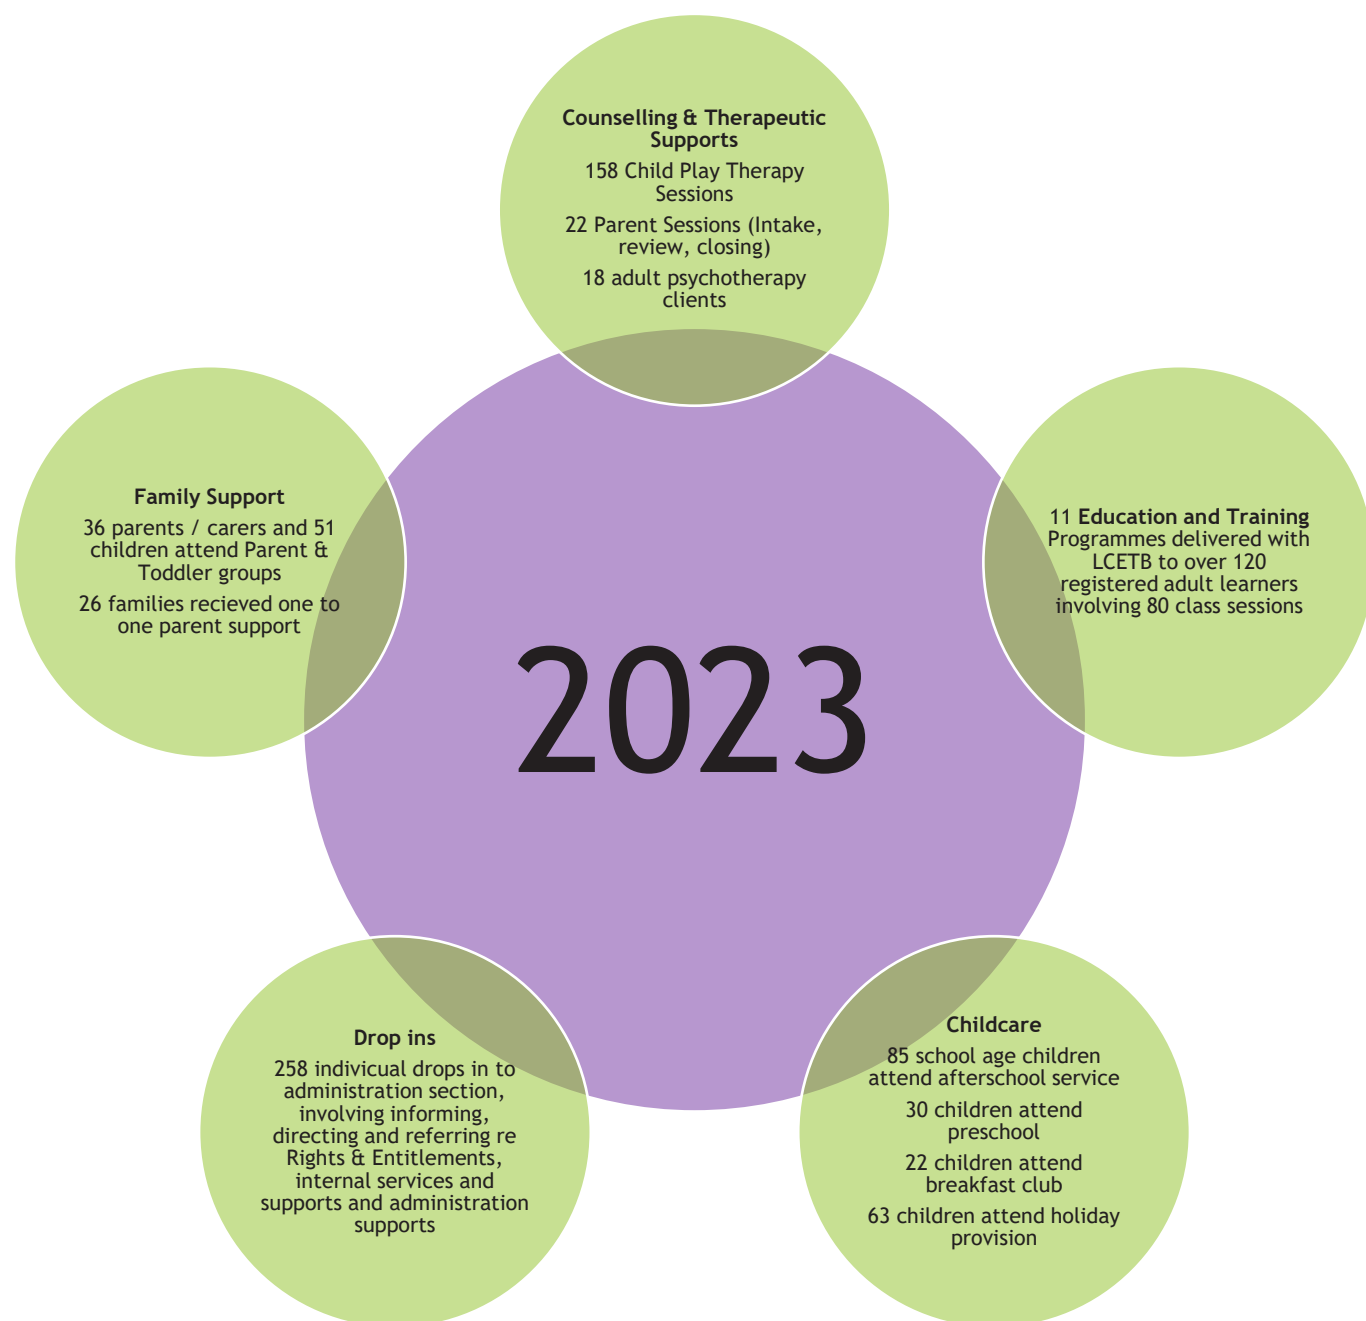 Counselling & Therapeutic
Supports
158 Child Play Therapy
Sessions
22 Parent Sessions (Intake,
review, closing)
18 adult psychotherapy
clients
Family Support
36 parents / carers and 51
children attend Parent &
Toddler groups
26 families recieved one to
one parent support
11 Education and Training
Programmes delivered with
LCETB to over 120
registered adult learners
involving 80 class sessions
2023
Drop ins
258 indivicual drops in to
administration section,
involving informing,
directing and referring re
Rights & Entitlements,
internal services and
supports and administration
supports
Childcare
85 school age children
attend afterschool service
30 children attend
preschool
22 children attend
breakfast club
63 children attend holiday
provision